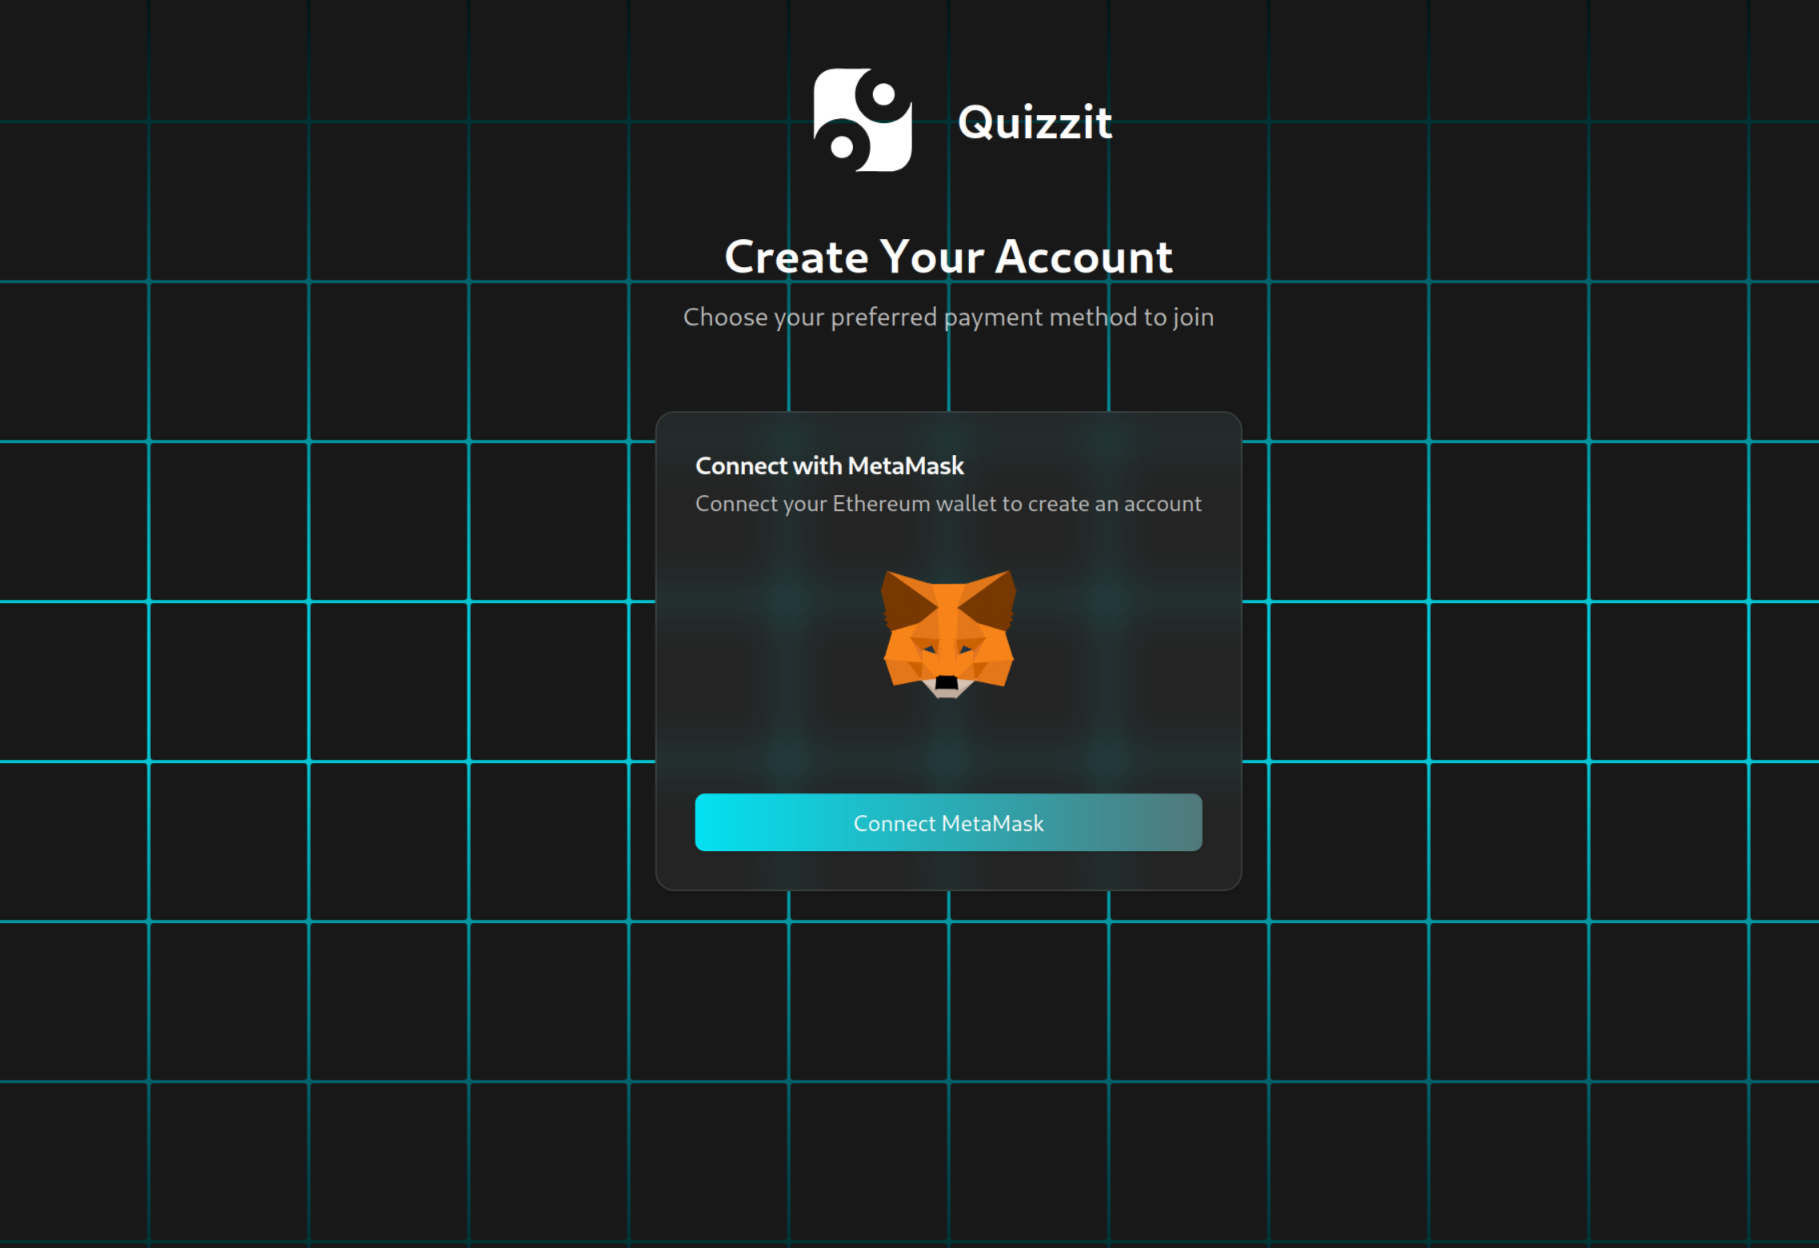 Quizzit
Create Your Account
Choose your preferred payment method to join
Connect with MetaMask
Connect your Ethereum wallet to create an account
Connect MetaMask